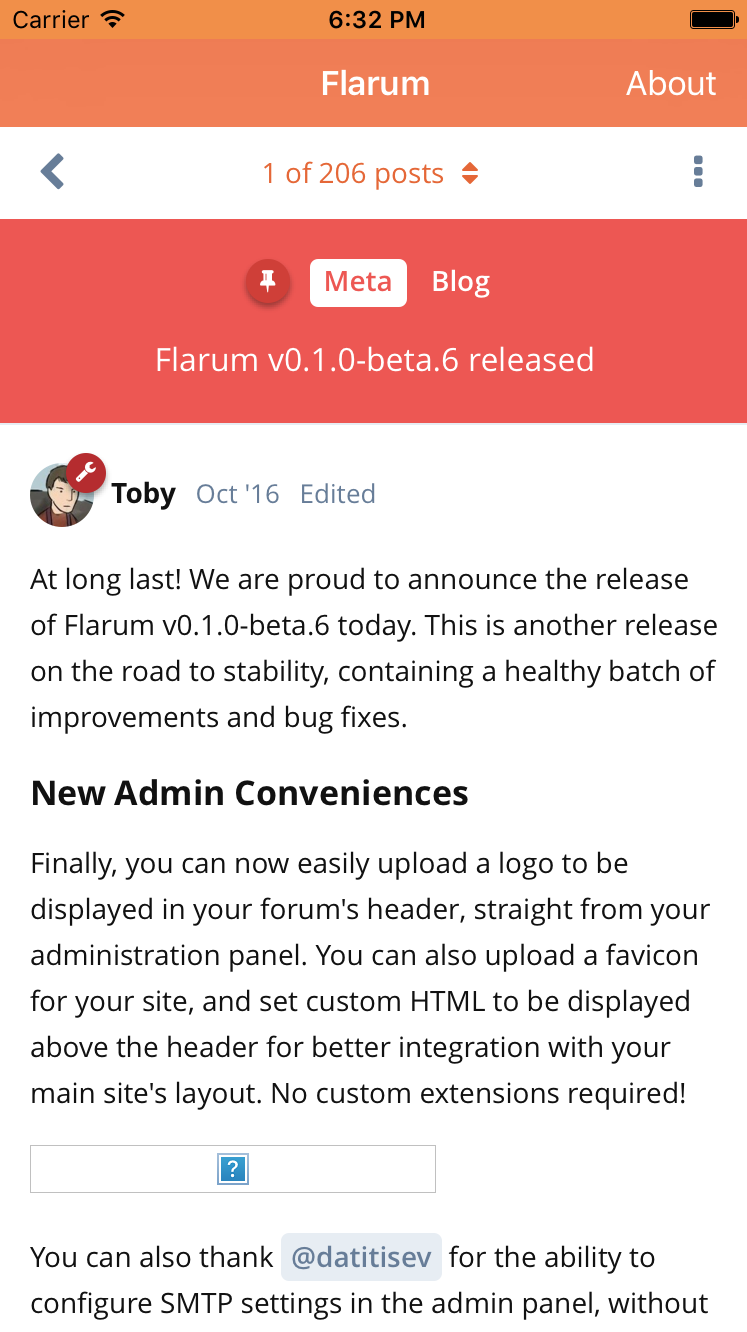 Carrier 6:32 PM
Flarum About
1 of 206 posts
Meta Blog
Flarum v0.1.0-beta.6 released
Toby Oct '16 Edited
At long last! We are proud to announce the release
of Flarum v0.1.0-beta.6 today. This is another release
on the road to stability, containing a healthy batch of
improvements and bug fixes.
New Admin Conveniences
Finally, you can now easily upload a logo to be
displayed in your forum's header, straight from your
administration panel. You can also upload a favicon
for your site, and set custom HTML to be displayed
above the header for better integration with your
main site's layout. No custom extensions required!
?
You can also thank @datitisev for the ability to
configure SMTP settings in the admin panel, without